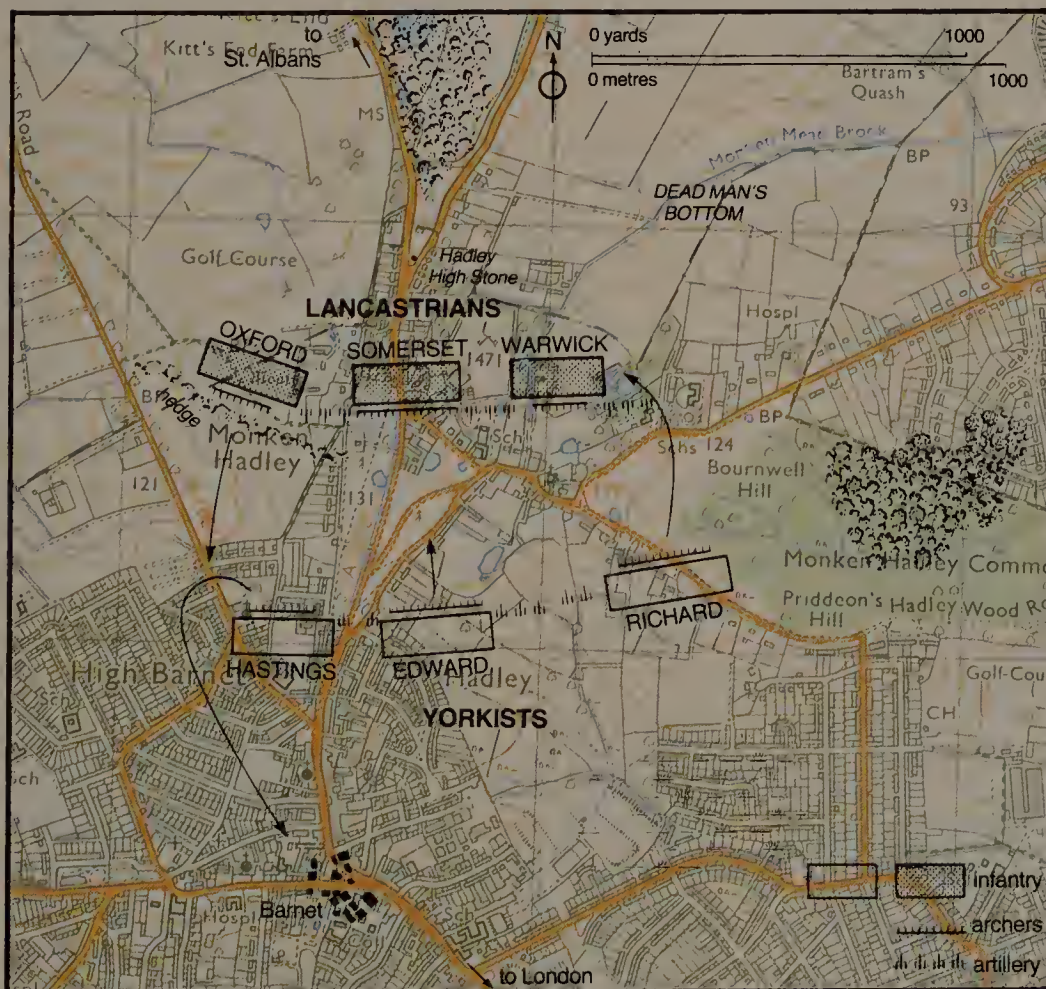 Kitt's End
Kitt's End Farm
to
St. Albans
N
0 yards 1000
0 metres 1000
Bartram's
Quash
MS
Road
Monken Mead Brook
BP
DEAD MAN'S
BOTTOM
93
Golf Course
Hadley
High Stone
LANCASTRIANS
Hospl
OXFORD
SOMERSET
1471
WARWICK
hedge
Monken
Hadley
Sch
Schs
124
BP
121
131
Bournwell
Hill
Monken Hadley Comm
RICHARD
Priddeon's
Hill
Hadley Wood
HASTINGS
EDWARD
High Barnet
Hadley
Golf-Cou
YORKISTS
CH
Sch
infantry
Barnet
Hospl
Sch
archers
Coll
to London
artillery